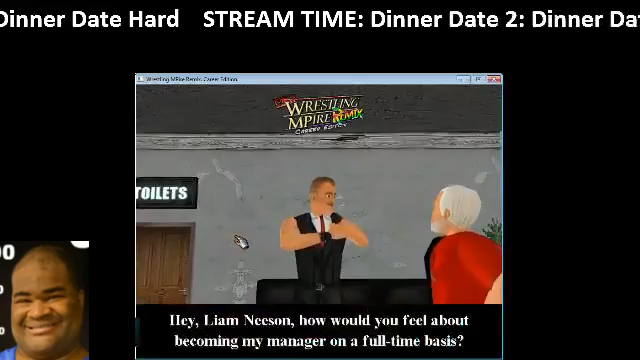 Dinner Date Hard STREAM TIME: Dinner Date 2: Dinner Da
Wrestling MPire Remix: Career Edition
WRESTLING
MPIRE REMIX
CAREER EDITION
TOILETS
Hey, Liam Neeson, how would you feel about
becoming my manager on a full-time basis?